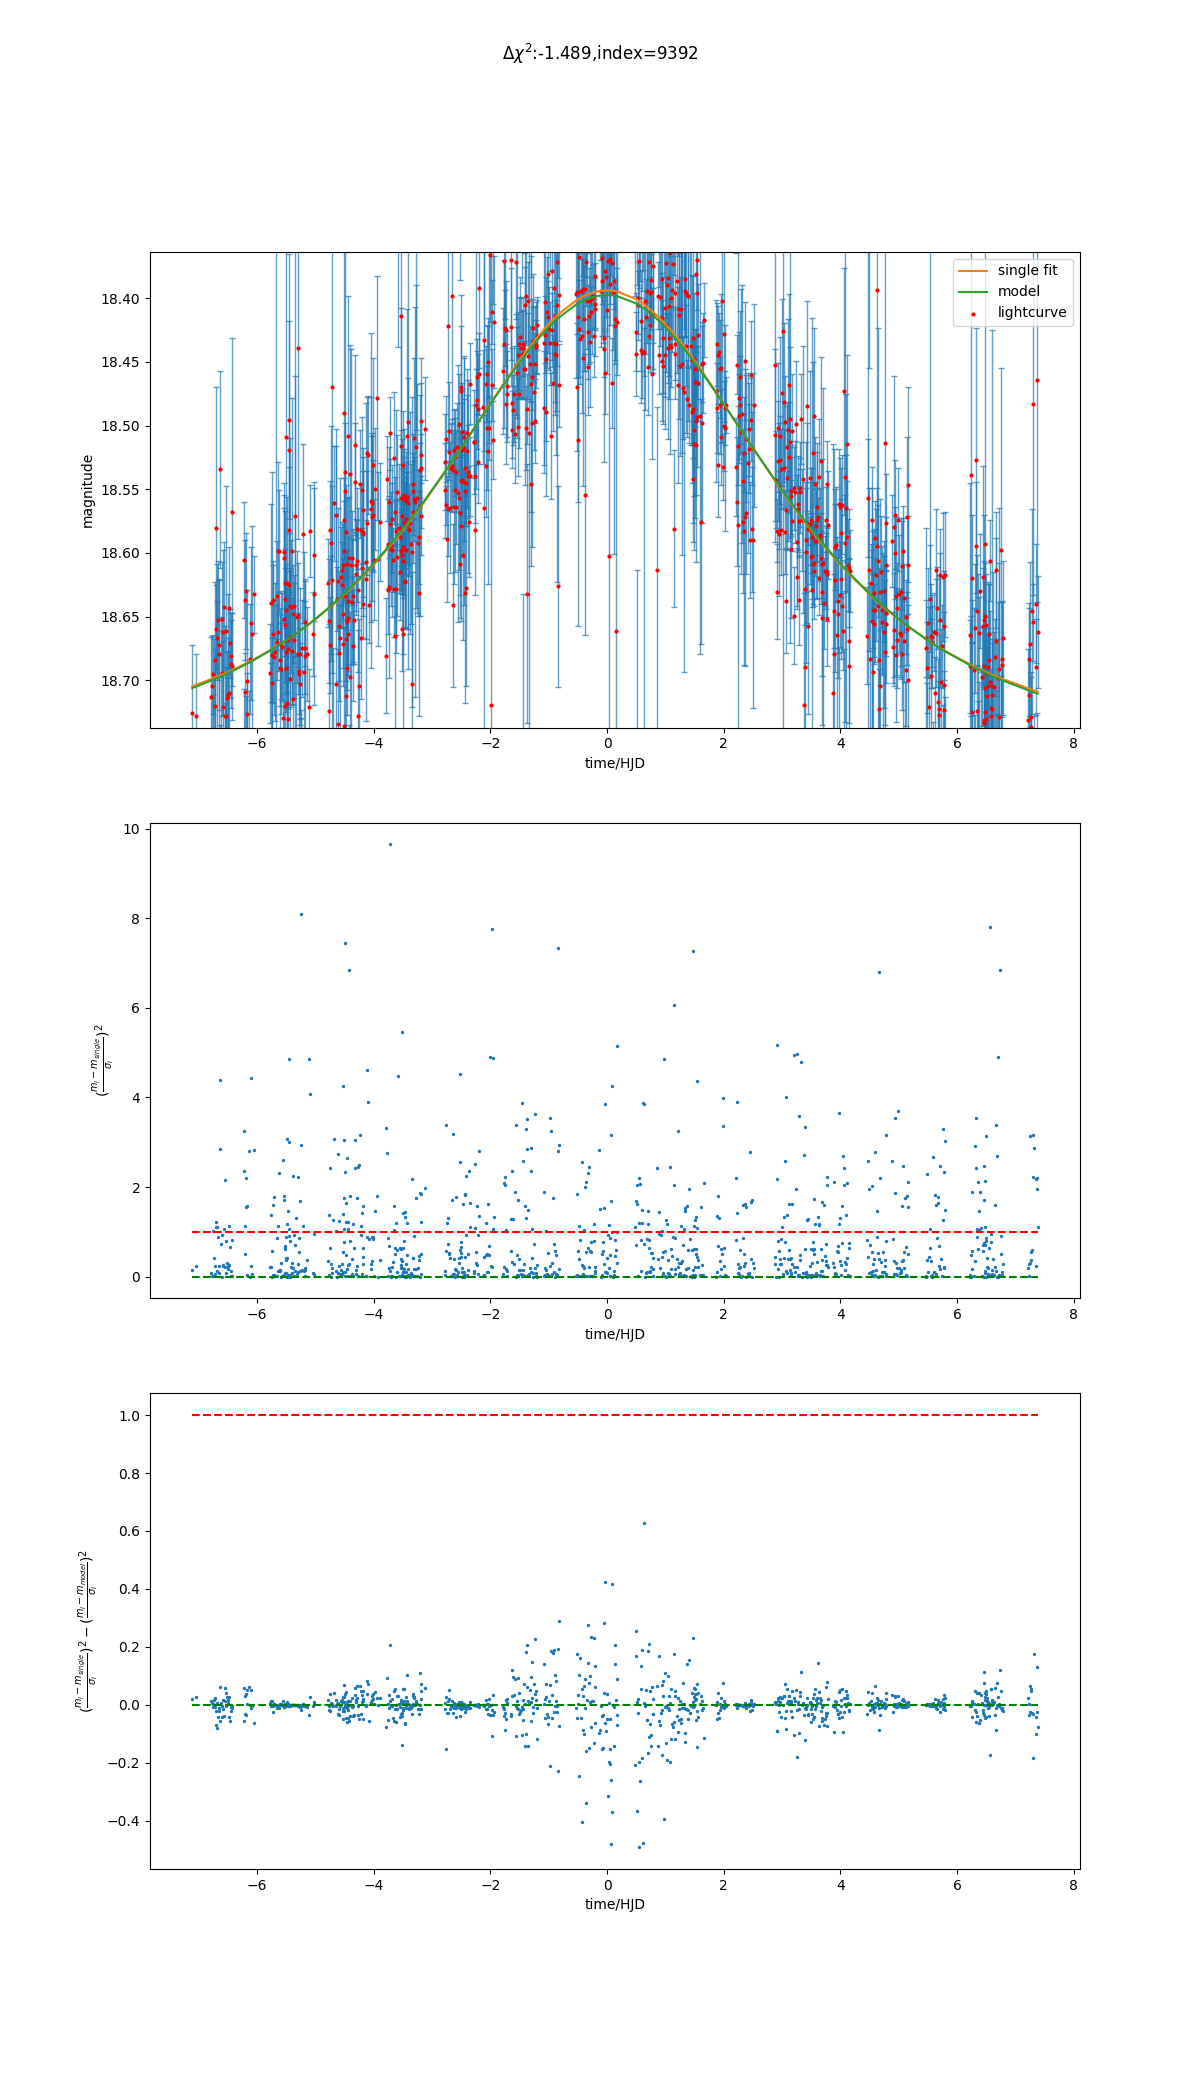 Δχ²:-1.489,index=9392
single fit
model
lightcurve
magnitude
18.40
18.45
18.50
18.55
18.60
18.65
18.70
−6 −4 −2 0 2 4 6 8
time/HJD
(m_i − m_single / σ_i)²
10
8
6
4
2
0
−6 −4 −2 0 2 4 6 8
time/HJD
(m_i − m_single / σ_i)² − (m_i − m_model / σ_i)²
1.0
0.8
0.6
0.4
0.2
0.0
−0.2
−0.4
−6 −4 −2 0 2 4 6 8
time/HJD